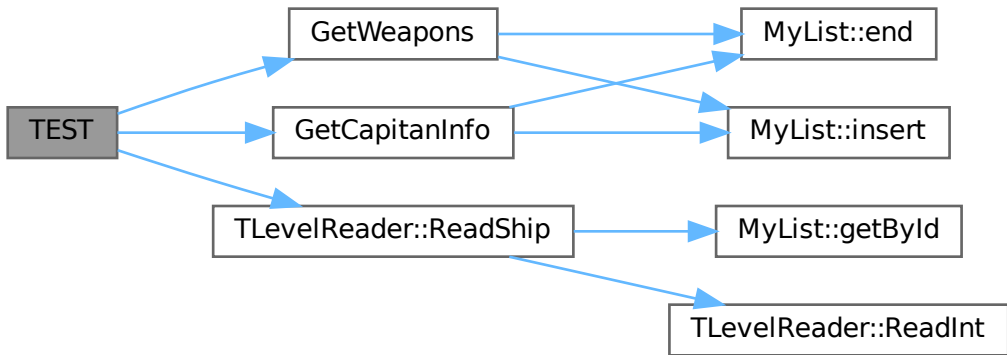 GetWeapons
MyList::end
TEST
GetCapitanInfo
MyList::insert
TLevelReader::ReadShip
MyList::getById
TLevelReader::ReadInt